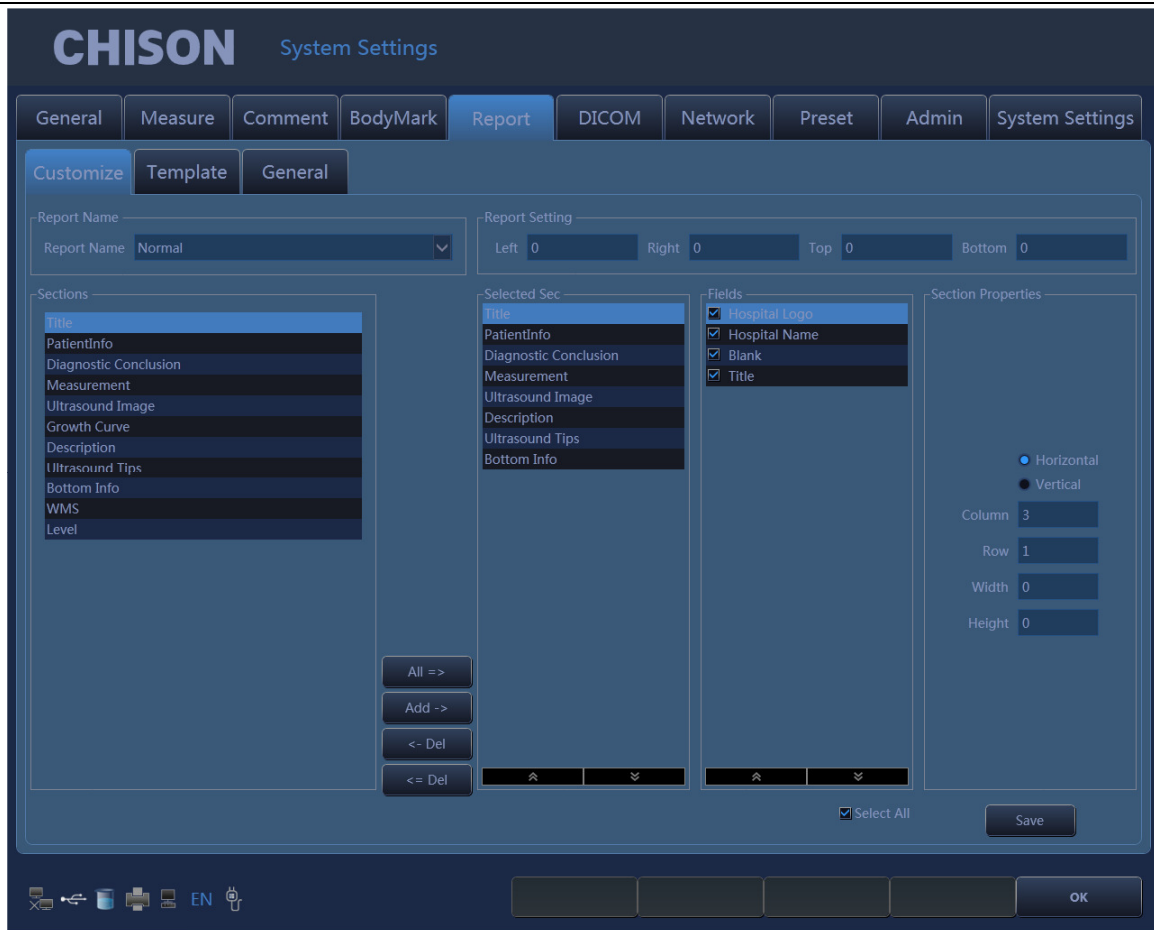 CHISON System Settings
General Measure Comment BodyMark Report DICOM Network Preset Admin System Settings
Customize Template General
Report Name
Report Name Normal
Report Setting
Left 0 Right 0 Top 0 Bottom 0
Sections
Title
PatientInfo
Diagnostic Conclusion
Measurement
Ultrasound Image
Growth Curve
Description
Ultrasound Tips
Bottom Info
WMS
Level
All =>
Add ->
<- Del
<= Del
Selected Sec
Title
PatientInfo
Diagnostic Conclusion
Measurement
Ultrasound Image
Description
Ultrasound Tips
Bottom Info
Fields
Hospital Logo
Hospital Name
Blank
Title
Section Properties
Horizontal
Vertical
Column 3
Row 1
Width 0
Height 0
Select All
Save
EN
OK